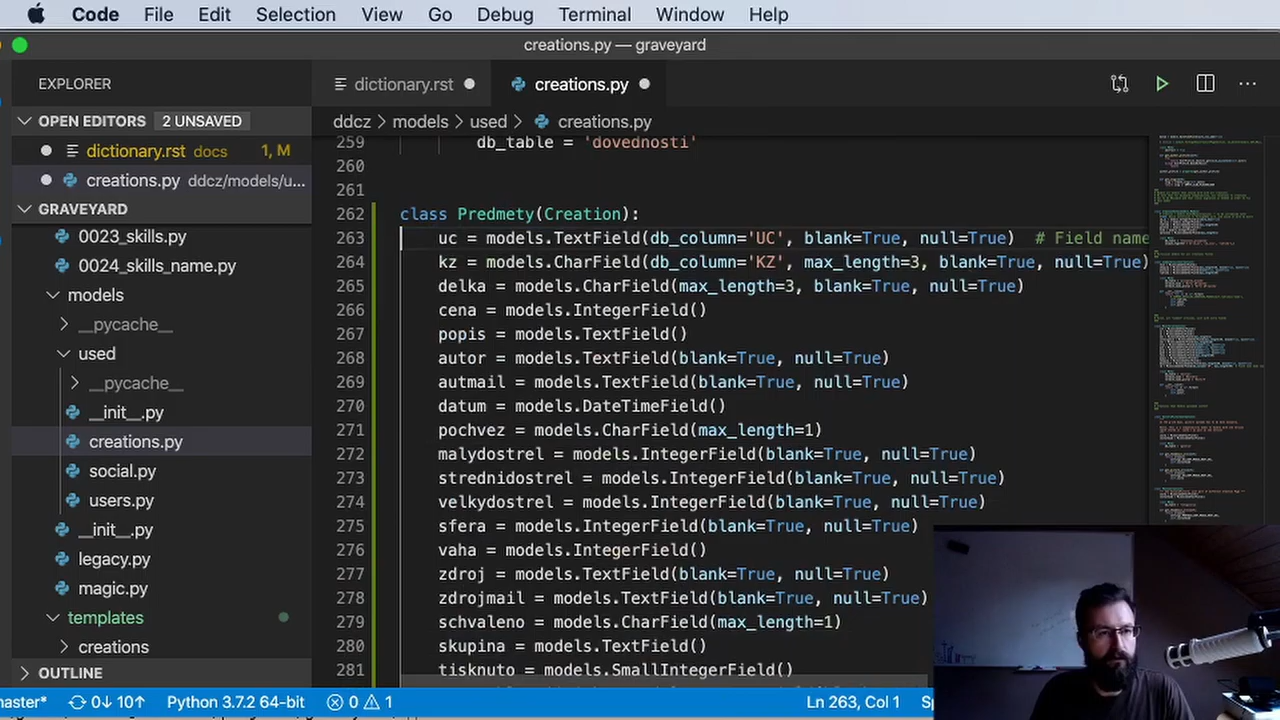 Code File Edit Selection View Go Debug Terminal Window Help
creations.py — graveyard
EXPLORER
dictionary.rst
creations.py
OPEN EDITORS 2 UNSAVED
ddcz > models > used > creations.py
dictionary.rst docs 1, M
creations.py ddcz/models/u...
GRAVEYARD
0023_skills.py
0024_skills_name.py
models
__pycache__
used
__pycache__
__init__.py
creations.py
social.py
users.py
__init__.py
legacy.py
magic.py
templates
creations
OUTLINE
259 db_table = 'dovednosti'
260
261
262 class Predmety(Creation):
263 uc = models.TextField(db_column='UC', blank=True, null=True) # Field name
264 kz = models.CharField(db_column='KZ', max_length=3, blank=True, null=True)
265 delka = models.CharField(max_length=3, blank=True, null=True)
266 cena = models.IntegerField()
267 popis = models.TextField()
268 autor = models.TextField(blank=True, null=True)
269 autmail = models.TextField(blank=True, null=True)
270 datum = models.DateTimeField()
271 pochvez = models.CharField(max_length=1)
272 malydostrel = models.IntegerField(blank=True, null=True)
273 strednidostrel = models.IntegerField(blank=True, null=True)
274 velkydostrel = models.IntegerField(blank=True, null=True)
275 sfera = models.IntegerField(blank=True, null=True)
276 vaha = models.IntegerField()
277 zdroj = models.TextField(blank=True, null=True)
278 zdrojmail = models.TextField(blank=True, null=True)
279 schvaleno = models.CharField(max_length=1)
280 skupina = models.TextField()
281 tisknuto = models.SmallIntegerField()
master* 0↓ 10↑ Python 3.7.2 64-bit 0 1 Ln 263, Col 1